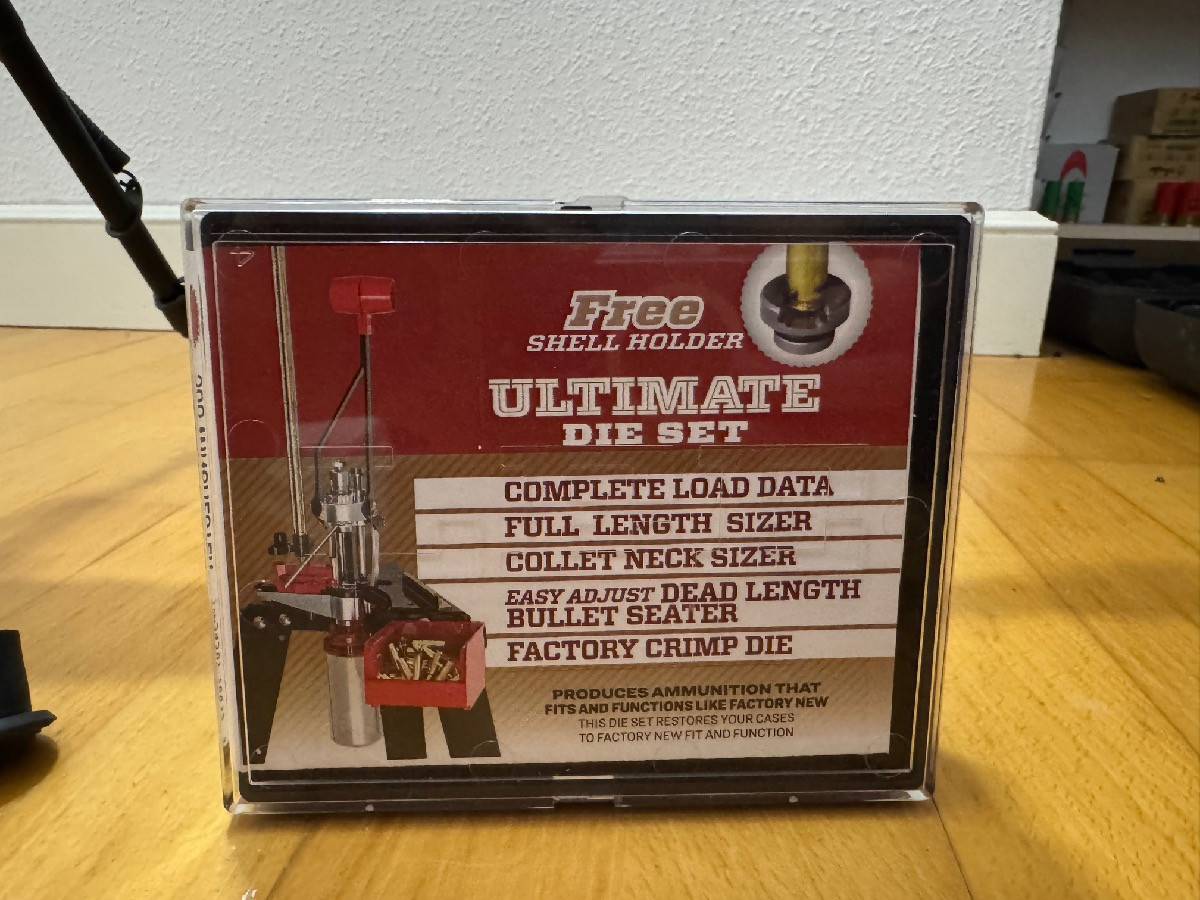 Free
SHELL HOLDER
ULTIMATE
DIE SET
COMPLETE LOAD DATA
FULL LENGTH SIZER
COLLET NECK SIZER
EASY ADJUST DEAD LENGTH
BULLET SEATER
FACTORY CRIMP DIE
PRODUCES AMMUNITION THAT
FITS AND FUNCTIONS LIKE FACTORY NEW
THIS DIE SET RESTORES YOUR CASES
TO FACTORY NEW FIT AND FUNCTION